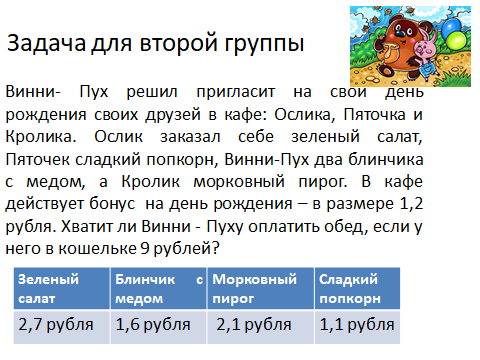 Задача для второй группы
Винни- Пух решил пригласит на свой день
рождения своих друзей в кафе: Ослика, Пяточка и
Кролика. Ослик заказал себе зеленый салат,
Пяточек сладкий попкорн, Винни-Пух два блинчика
с медом, а Кролик морковный пирог. В кафе
действует бонус на день рождения – в размере 1,2
рубля. Хватит ли Винни - Пуху оплатить обед, если у
него в кошельке 9 рублей?
Зеленый салат
Блинчик с медом
Морковный пирог
Сладкий попкорн
2,7 рубля 1,6 рубля 2,1 рубля 1,1 рубля